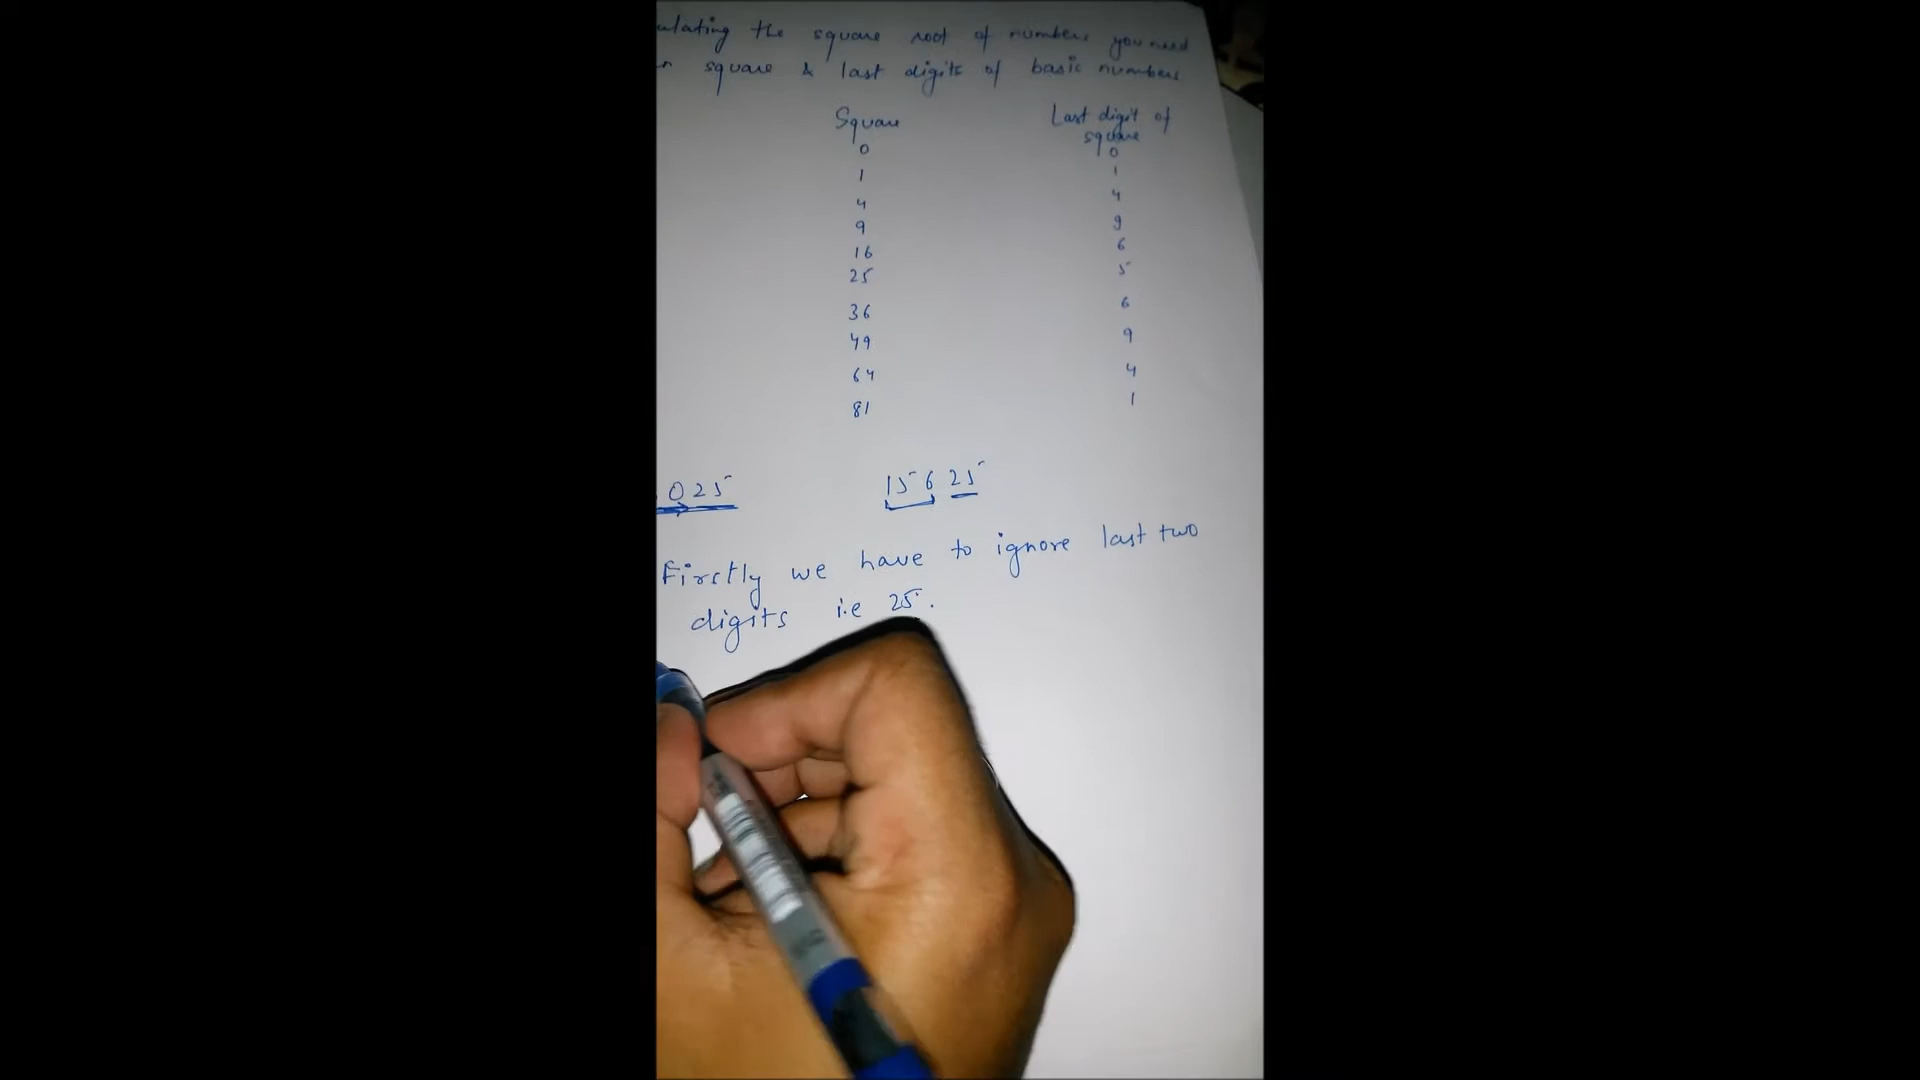 ulating the square root of numbers you need
n square & last digits of basic numbers
Square
Last digit of
square
0 0
1 1
4 4
9 9
16 6
25 5
36 6
49 9
64 4
81 1
025 156 25
Firstly we have to ignore last two
digits i.e 25.